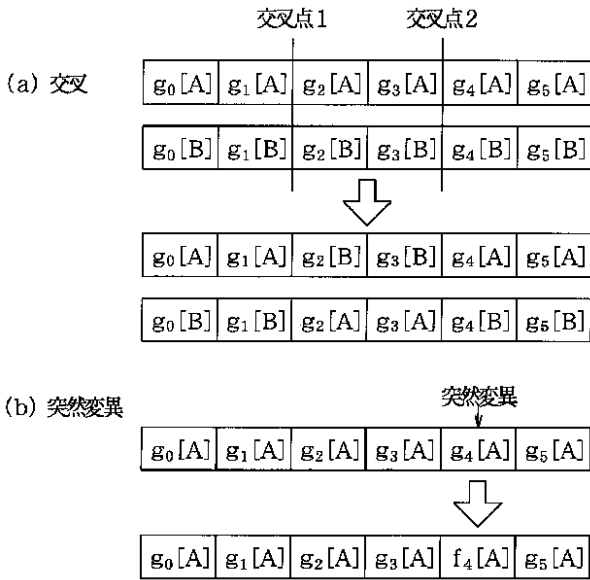 交叉点1 交叉点2
(a) 交叉
g₀[A] g₁[A] g₂[A] g₃[A] g₄[A] g₅[A]
g₀[B] g₁[B] g₂[B] g₃[B] g₄[B] g₅[B]
g₀[A] g₁[A] g₂[B] g₃[B] g₄[A] g₅[A]
g₀[B] g₁[B] g₂[A] g₃[A] g₄[B] g₅[B]
(b) 突然変異
突然変異
g₀[A] g₁[A] g₂[A] g₃[A] g₄[A] g₅[A]
g₀[A] g₁[A] g₂[A] g₃[A] f₄[A] g₅[A]